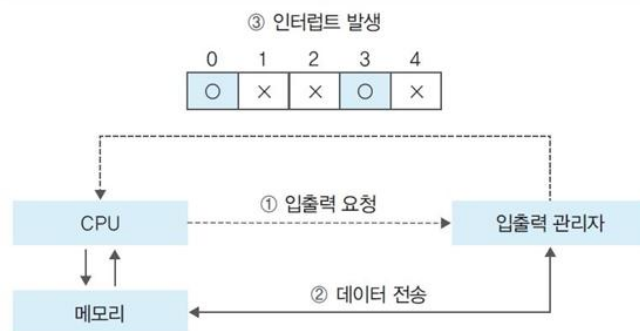 ③ 인터럽트 발생
0 1 2 3 4
○ × × ○ ×
① 입출력 요청
CPU
입출력 관리자
② 데이터 전송
메모리